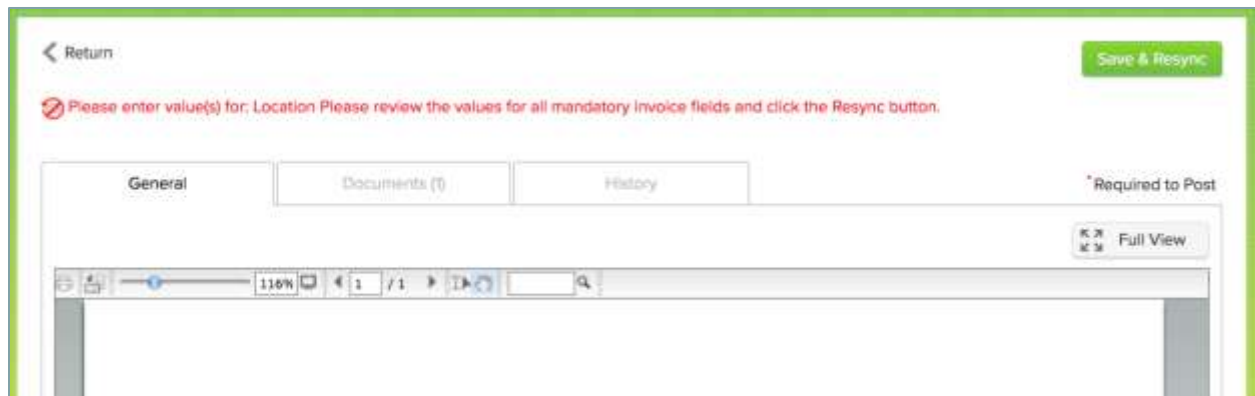 Return
Save & Resync
Please enter value(s) for: Location Please review the values for all mandatory invoice fields and click the Resync button.
General
Documents (1)
History
*Required to Post
Full View
116%
1
/1